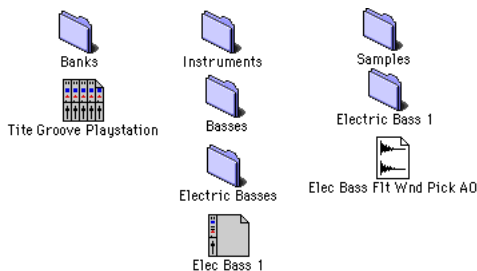 Banks
Instruments
Samples
Tite Groove Playstation
Basses
Electric Bass 1
Electric Basses
Elec Bass Flt Wnd Pick A0
Elec Bass 1